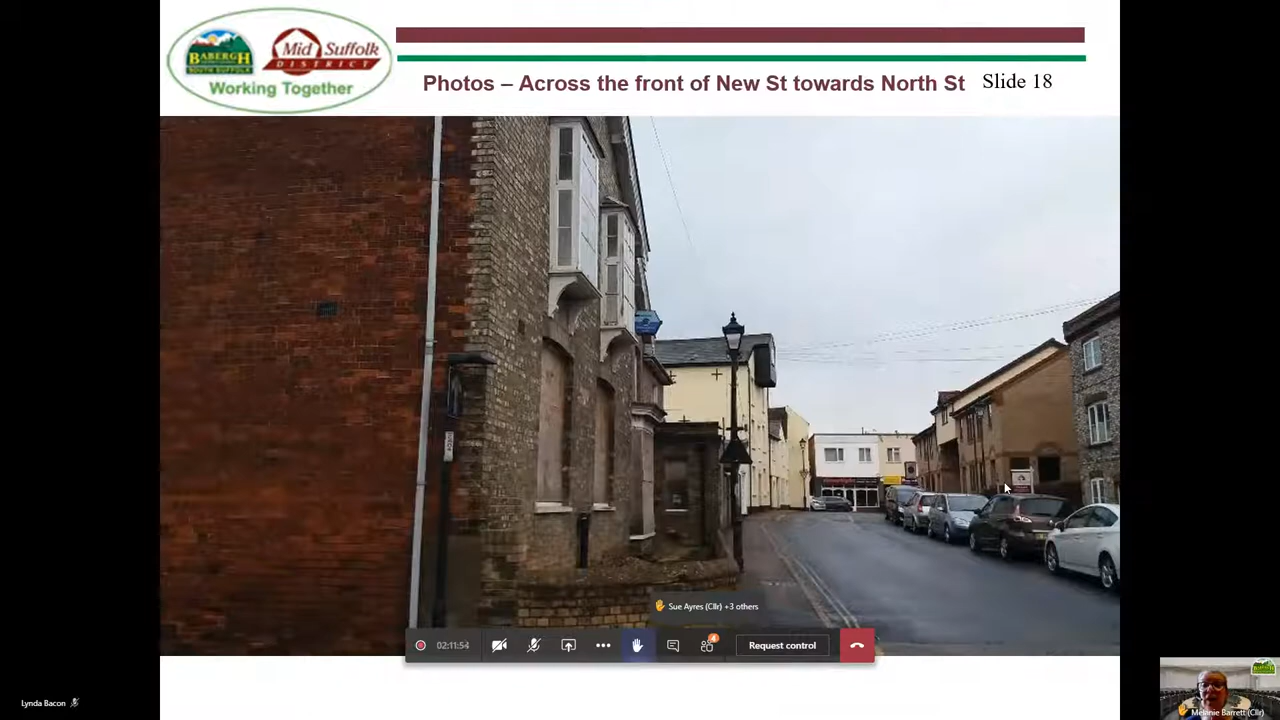 BABERGH
SOUTH SUFFOLK
Mid Suffolk
DISTRICT
Working Together
Photos – Across the front of New St towards North St
Slide 18
Sue Ayres (Cllr) +3 others
02:11:54
4
Request control
Lynda Bacon
Melanie Barrett (Cllr)